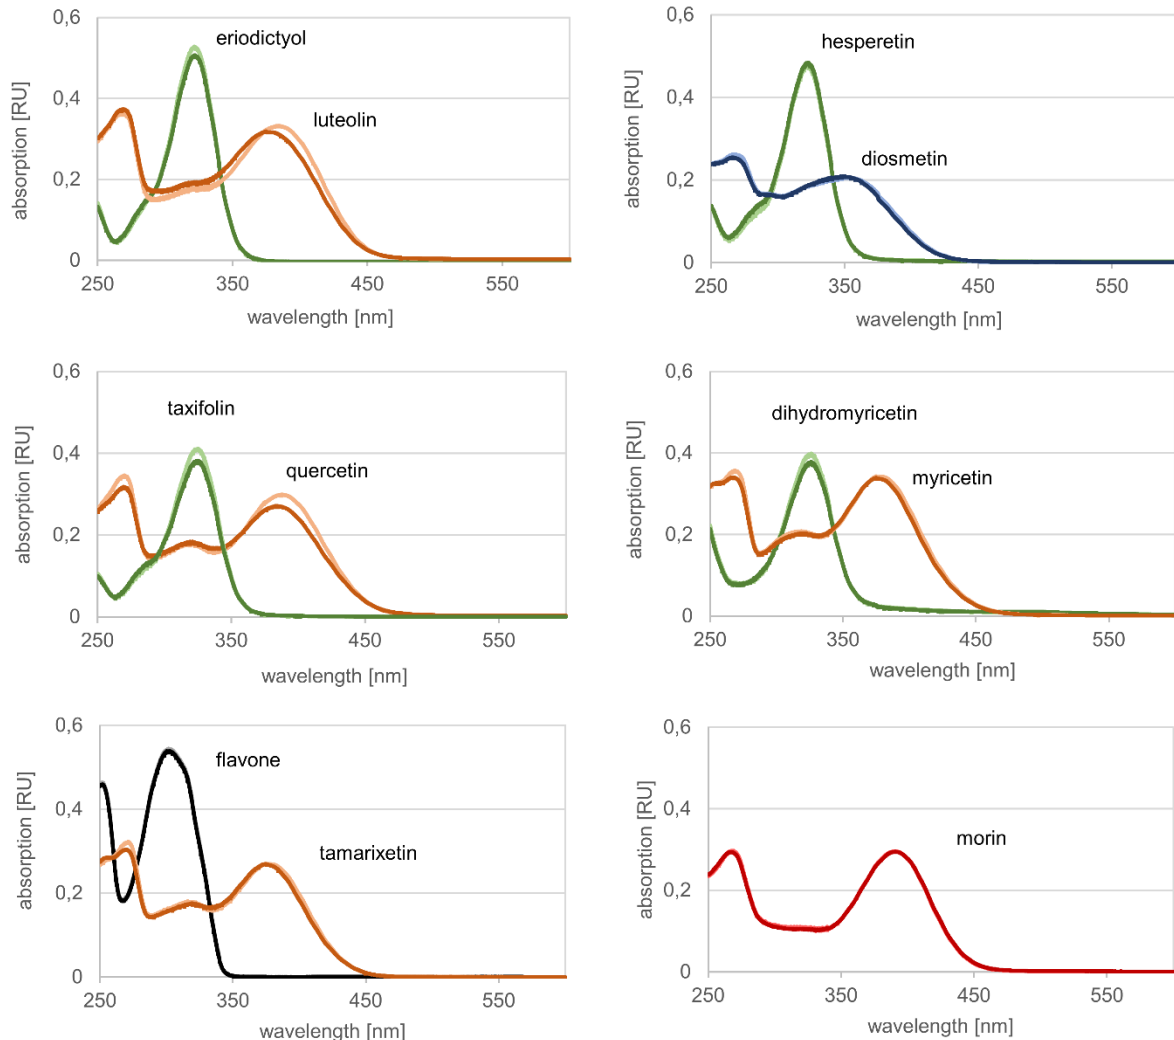 0,6
eriodictyol
0,4
luteolin
0,2
0
250
350
450
550
absorption [RU]
wavelength [nm]
0,6
hesperetin
0,4
diosmetin
0,2
0
250
350
450
550
absorption [RU]
wavelength [nm]
0,6
taxifolin
0,4
quercetin
0,2
0
250
350
450
550
absorption [RU]
wavelength [nm]
0,6
dihydromyricetin
0,4
myricetin
0,2
0
250
350
450
550
absorption [RU]
wavelength [nm]
0,6
flavone
0,4
tamarixetin
0,2
0
250
350
450
550
absorption [RU]
wavelength [nm]
0,6
0,4
morin
0,2
0
250
350
450
550
absorption [RU]
wavelength [nm]